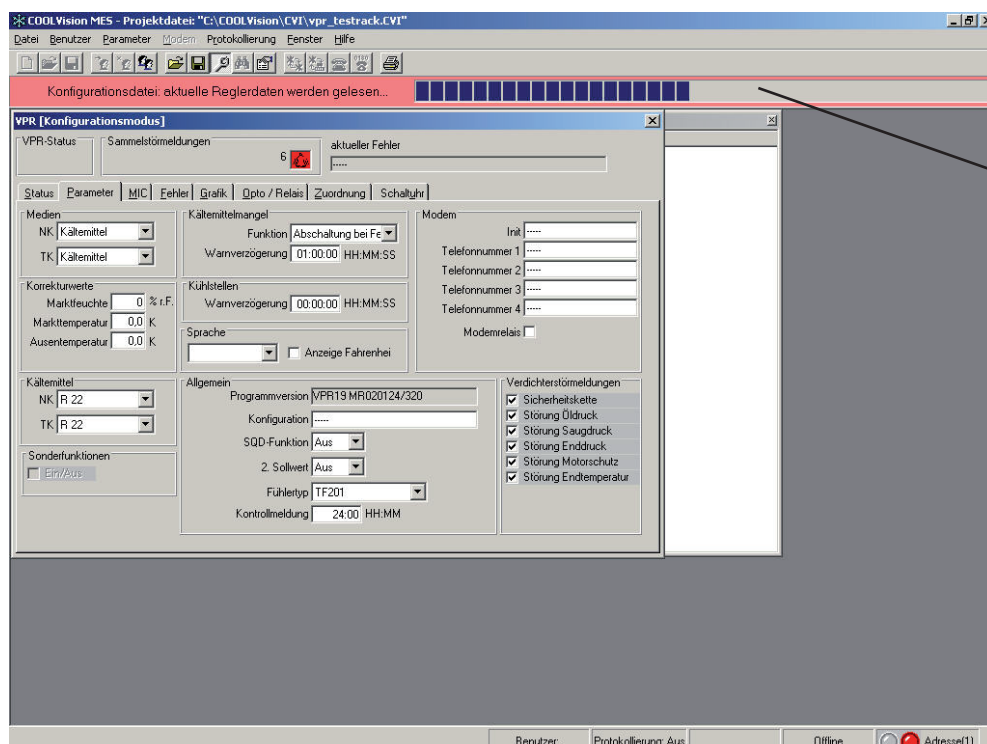 COOLVision MES - Projektdatei: "C:\COOLVision\CVI\vpr_testrack.CVI"
Datei Benutzer Parameter Modem Protokollierung Fenster Hilfe
Konfigurationsdatei: aktuelle Reglerdaten werden gelesen...
VPR [Konfigurationsmodus]
VPR-Status
Sammelstörmeldungen
6
aktueller Fehler
-----
Status Parameter MIC Fehler Grafik Opto / Relais Zuordnung Schaltuhr
Medien
NK Kältemittel
TK Kältemittel
Korrekturwerte
Marktfeuchte 0 % r.F.
Markttemperatur 0,0 K
Ausentemperatur 0,0 K
Kältemittel
NK R 22
TK R 22
Sonderfunktionen
Ein/Aus
Kältemittelmangel
Funktion Abschaltung bei Fe
Warnverzögerung 01:00:00 HH:MM:SS
Kühlstellen
Warnverzögerung 00:00:00 HH:MM:SS
Sprache
Anzeige Fahrenhei
Modem
Init -----
Telefonnummer 1 -----
Telefonnummer 2 -----
Telefonnummer 3 -----
Telefonnummer 4 -----
Modemrelais
Allgemein
Programmversion VPR19 MR020124/320
Konfiguration -----
SQD-Funktion Aus
2. Sollwert Aus
Fühlertyp TF201
Kontrollmeldung 24:00 HH:MM
Verdichterstörmeldungen
Sicherheitskette
Störung Öldruck
Störung Saugdruck
Störung Enddruck
Störung Motorschutz
Störung Endtemperatur
Benutzer: Protokollierung: Aus Offline Adresse(1)